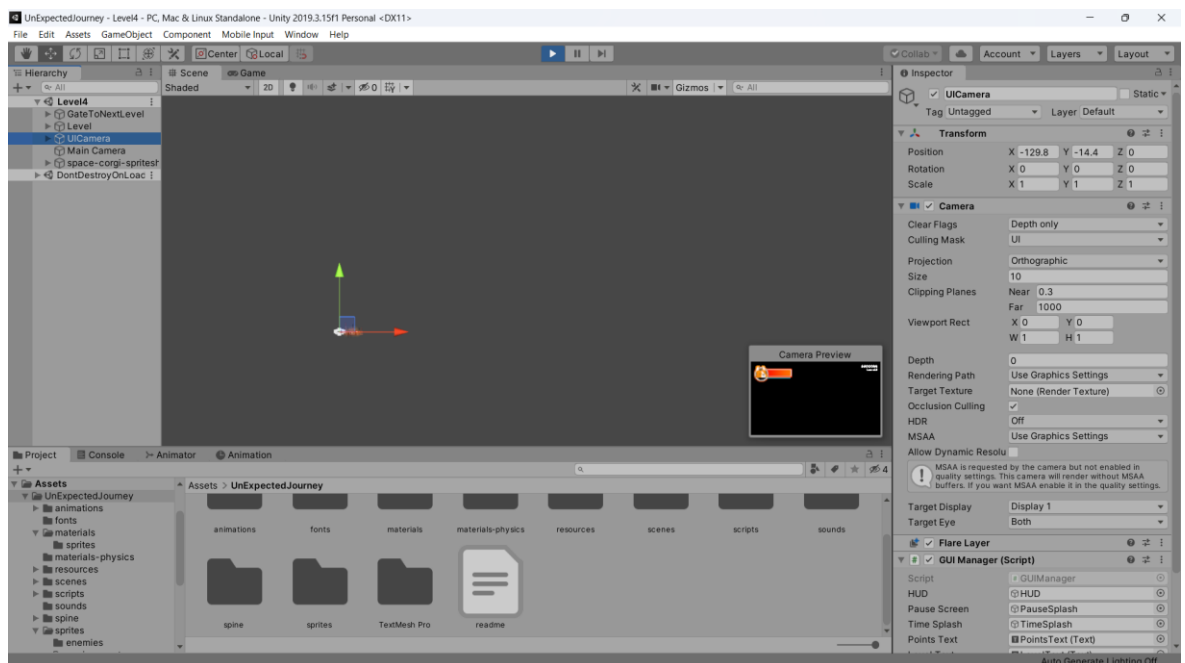 UnExpectedJourney - Level4 - PC, Mac & Linux Standalone - Unity 2019.3.15f1 Personal <DX11>
File Edit Assets GameObject Component Mobile Input Window Help
Center Local
Collab Account Layers Layout
Hierarchy
Scene Game
Inspector
All
Shaded 2D 0 Gizmos All
Level4
GateToNextLevel
Level
UICamera
Main Camera
space-corgi-spritesh
DontDestroyOnLoac
UICamera Static
Tag Untagged Layer Default
Transform
Position X -129.8 Y -14.4 Z 0
Rotation X 0 Y 0 Z 0
Scale X 1 Y 1 Z 1
Camera
Clear Flags Depth only
Culling Mask UI
Projection Orthographic
Size 10
Clipping Planes Near 0.3
Far 1000
Viewport Rect X 0 Y 0
W 1 H 1
Depth 0
Rendering Path Use Graphics Settings
Target Texture None (Render Texture)
Occlusion Culling
HDR Off
MSAA Use Graphics Settings
Allow Dynamic Resolu
MSAA is requested by the camera but not enabled in
quality settings. This camera will render without MSAA
buffers. If you want MSAA enable it in the quality settings.
Target Display Display 1
Target Eye Both
Flare Layer
GUI Manager (Script)
Script GUIManager
HUD HUD
Pause Screen PauseSplash
Time Splash TimeSplash
Points Text PointsText (Text)
Camera Preview
Project Console Animator Animation
4
Assets
UnExpectedJourney
animations
fonts
materials
sprites
materials-physics
resources
scenes
scripts
sounds
spine
sprites
enemies
Assets > UnExpectedJourney
animations fonts materials materials-physics resources scenes scripts sounds
spine sprites TextMesh Pro readme
Auto Generate Lighting Off